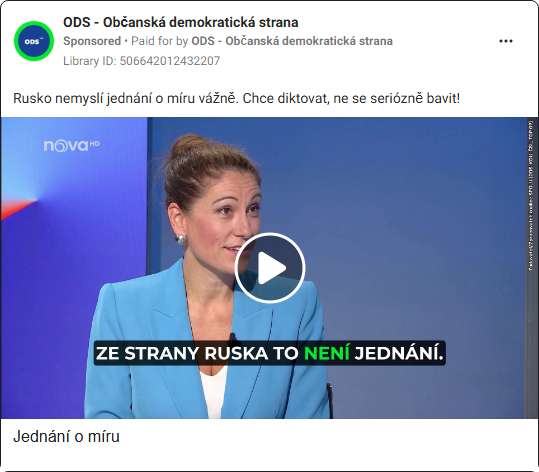 ODS - Občanská demokratická strana
Sponsored • Paid for by ODS - Občanská demokratická strana
Library ID: 506642012432207
ODS
Rusko nemyslí jednání o míru vážně. Chce diktovat, ne se seriózně bavit!
nova HD
ZE STRANY RUSKA TO NENÍ JEDNÁNÍ.
Jednání o míru